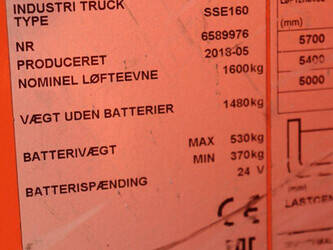 INDUSTRI TRUCK
TYPE SSE160
NR 6589976
PRODUCERET 2018-05
NOMINEL LØFTEEVNE 1600kg
VÆGT UDEN BATTERIER 1480kg
BATTERIVÆGT MAX 530kg
MIN 370kg
BATTERISPÆNDING 24 V
CE
(mm)
5700
5400
5000